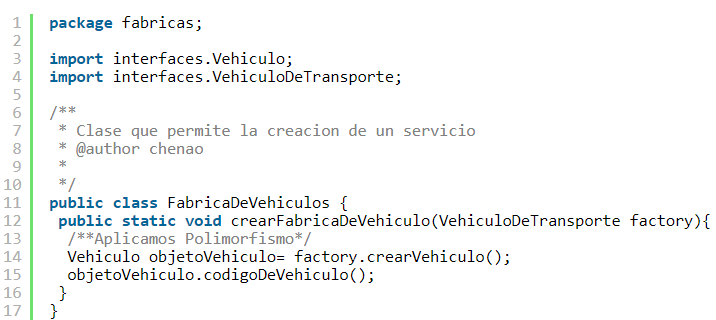 1 package fabricas;
2
3 import interfaces.Vehiculo;
4 import interfaces.VehiculoDeTransporte;
5
6 /**
7  * Clase que permite la creacion de un servicio
8  * @author chenao
9  *
10  */
11 public class FabricaDeVehiculos {
12  public static void crearFabricaDeVehiculo(VehiculoDeTransporte factory){
13   /**Aplicamos Polimorfismo*/
14   Vehiculo objetoVehiculo= factory.crearVehiculo();
15   objetoVehiculo.codigoDeVehiculo();
16  }
17 }